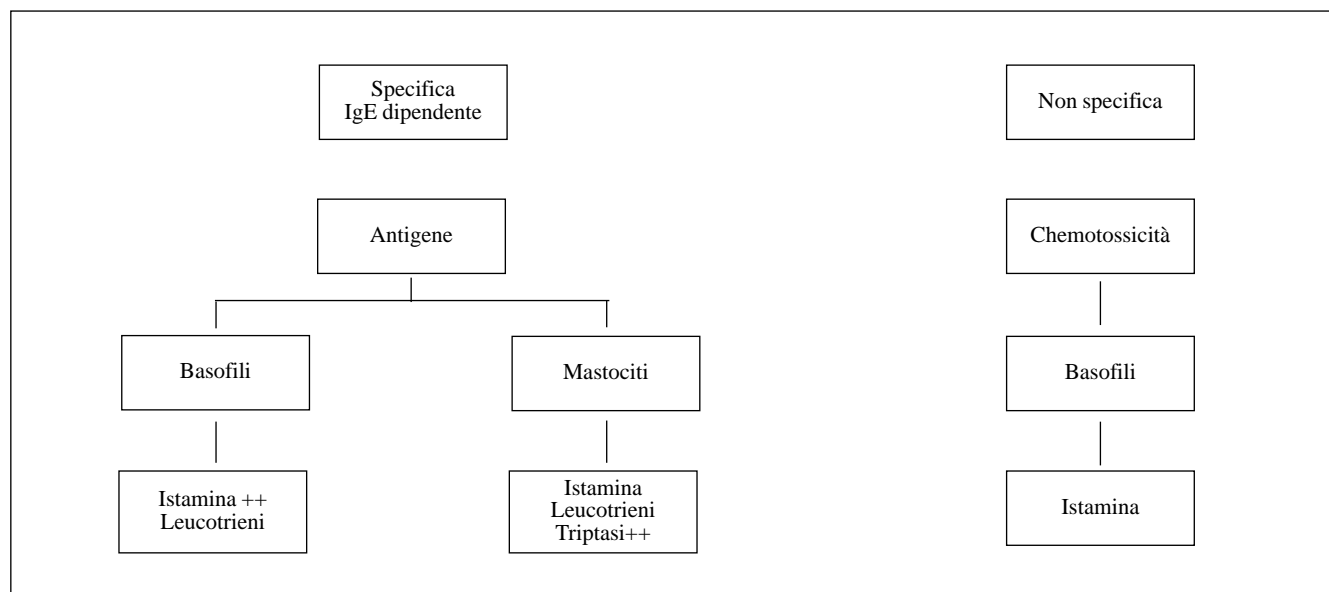 Specifica
IgE dipendente
Non specifica
Antigene
Chemotossicità
Basofili
Mastociti
Basofili
Istamina ++
Leucotrieni
Istamina
Leucotrieni
Triptasi++
Istamina